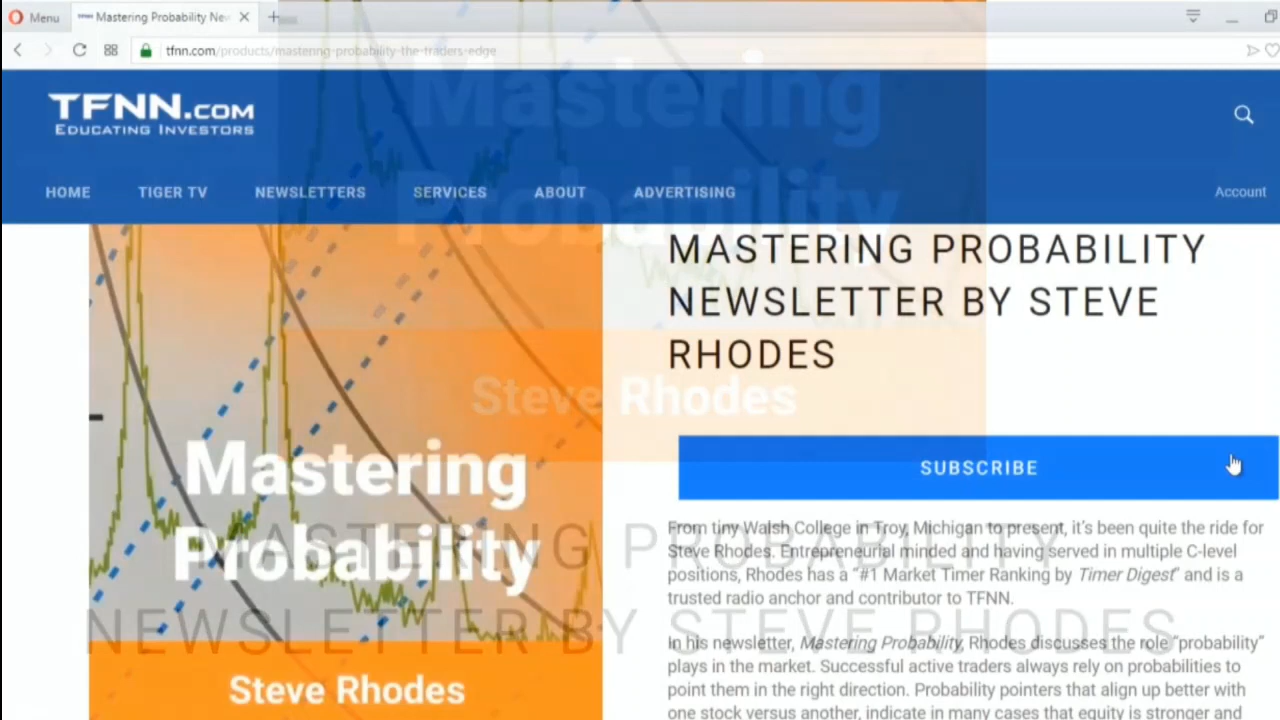 Menu
Mastering Probability New
tfnn.com/products/mastering-probability-the-traders-edge
TFNN.COM
EDUCATING INVESTORS
HOME TIGER TV NEWSLETTERS SERVICES ABOUT ADVERTISING
Account
Mastering
Probability
Steve Rhodes
MASTERING PROBABILITY
NEWSLETTER BY STEVE RHODES
Mastering
Probability
Steve Rhodes
MASTERING PROBABILITY
NEWSLETTER BY STEVE
RHODES
SUBSCRIBE
From tiny Walsh College in Troy, Michigan to present, it's been quite the ride for
Steve Rhodes. Entrepreneurial minded and having served in multiple C-level
positions, Rhodes has a "#1 Market Timer Ranking by Timer Digest" and is a
trusted radio anchor and contributor to TFNN.
In his newsletter, Mastering Probability, Rhodes discusses the role "probability"
plays in the market. Successful active traders always rely on probabilities to
point them in the right direction. Probability pointers that align up better with
one stock versus another, indicate in many cases that equity is stronger and